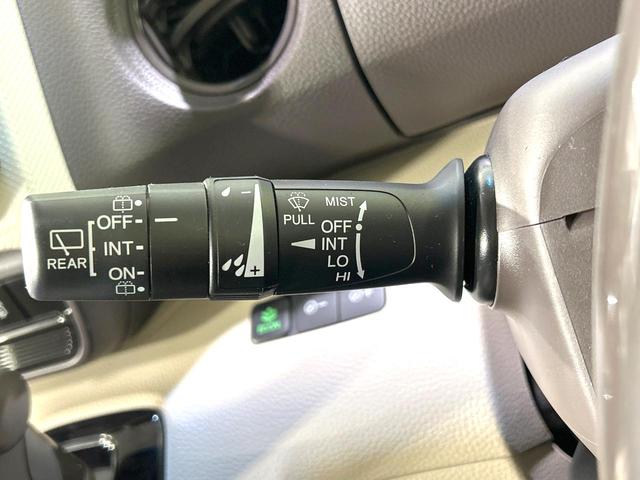 OFF
INT
ON
REAR
-
+
PULL
MIST
OFF
INT
LO
HI